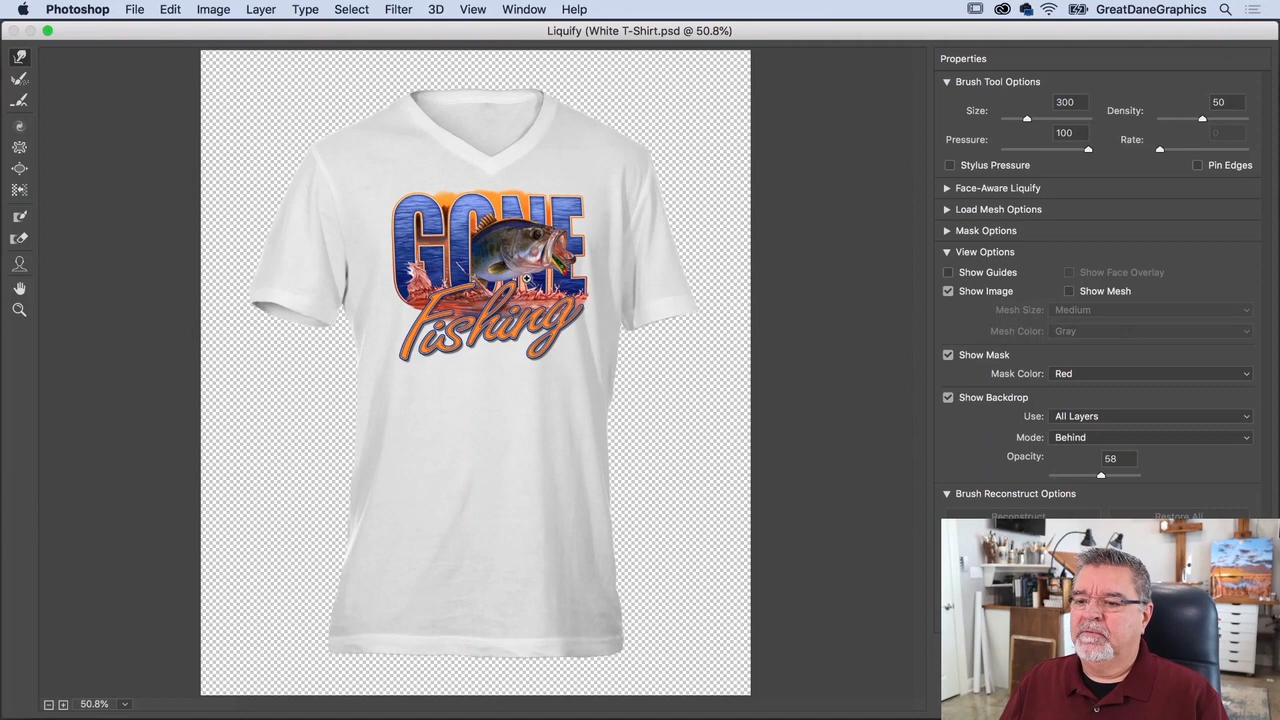 Photoshop File Edit Image Layer Type Select Filter 3D View Window Help GreatDaneGraphics
Liquify (White T-Shirt.psd @ 50.8%)
Properties
Brush Tool Options
Size: 300 Density: 50
Pressure: 100 Rate: 0
Stylus Pressure Pin Edges
Face-Aware Liquify
Load Mesh Options
Mask Options
View Options
Show Guides Show Face Overlay
Show Image Show Mesh
Mesh Size: Medium
Mesh Color: Gray
Show Mask
Mask Color: Red
Show Backdrop
Use: All Layers
Mode: Behind
Opacity: 58
Brush Reconstruct Options
Reconstruct... Restore All
GONE
Fishing
50.8%